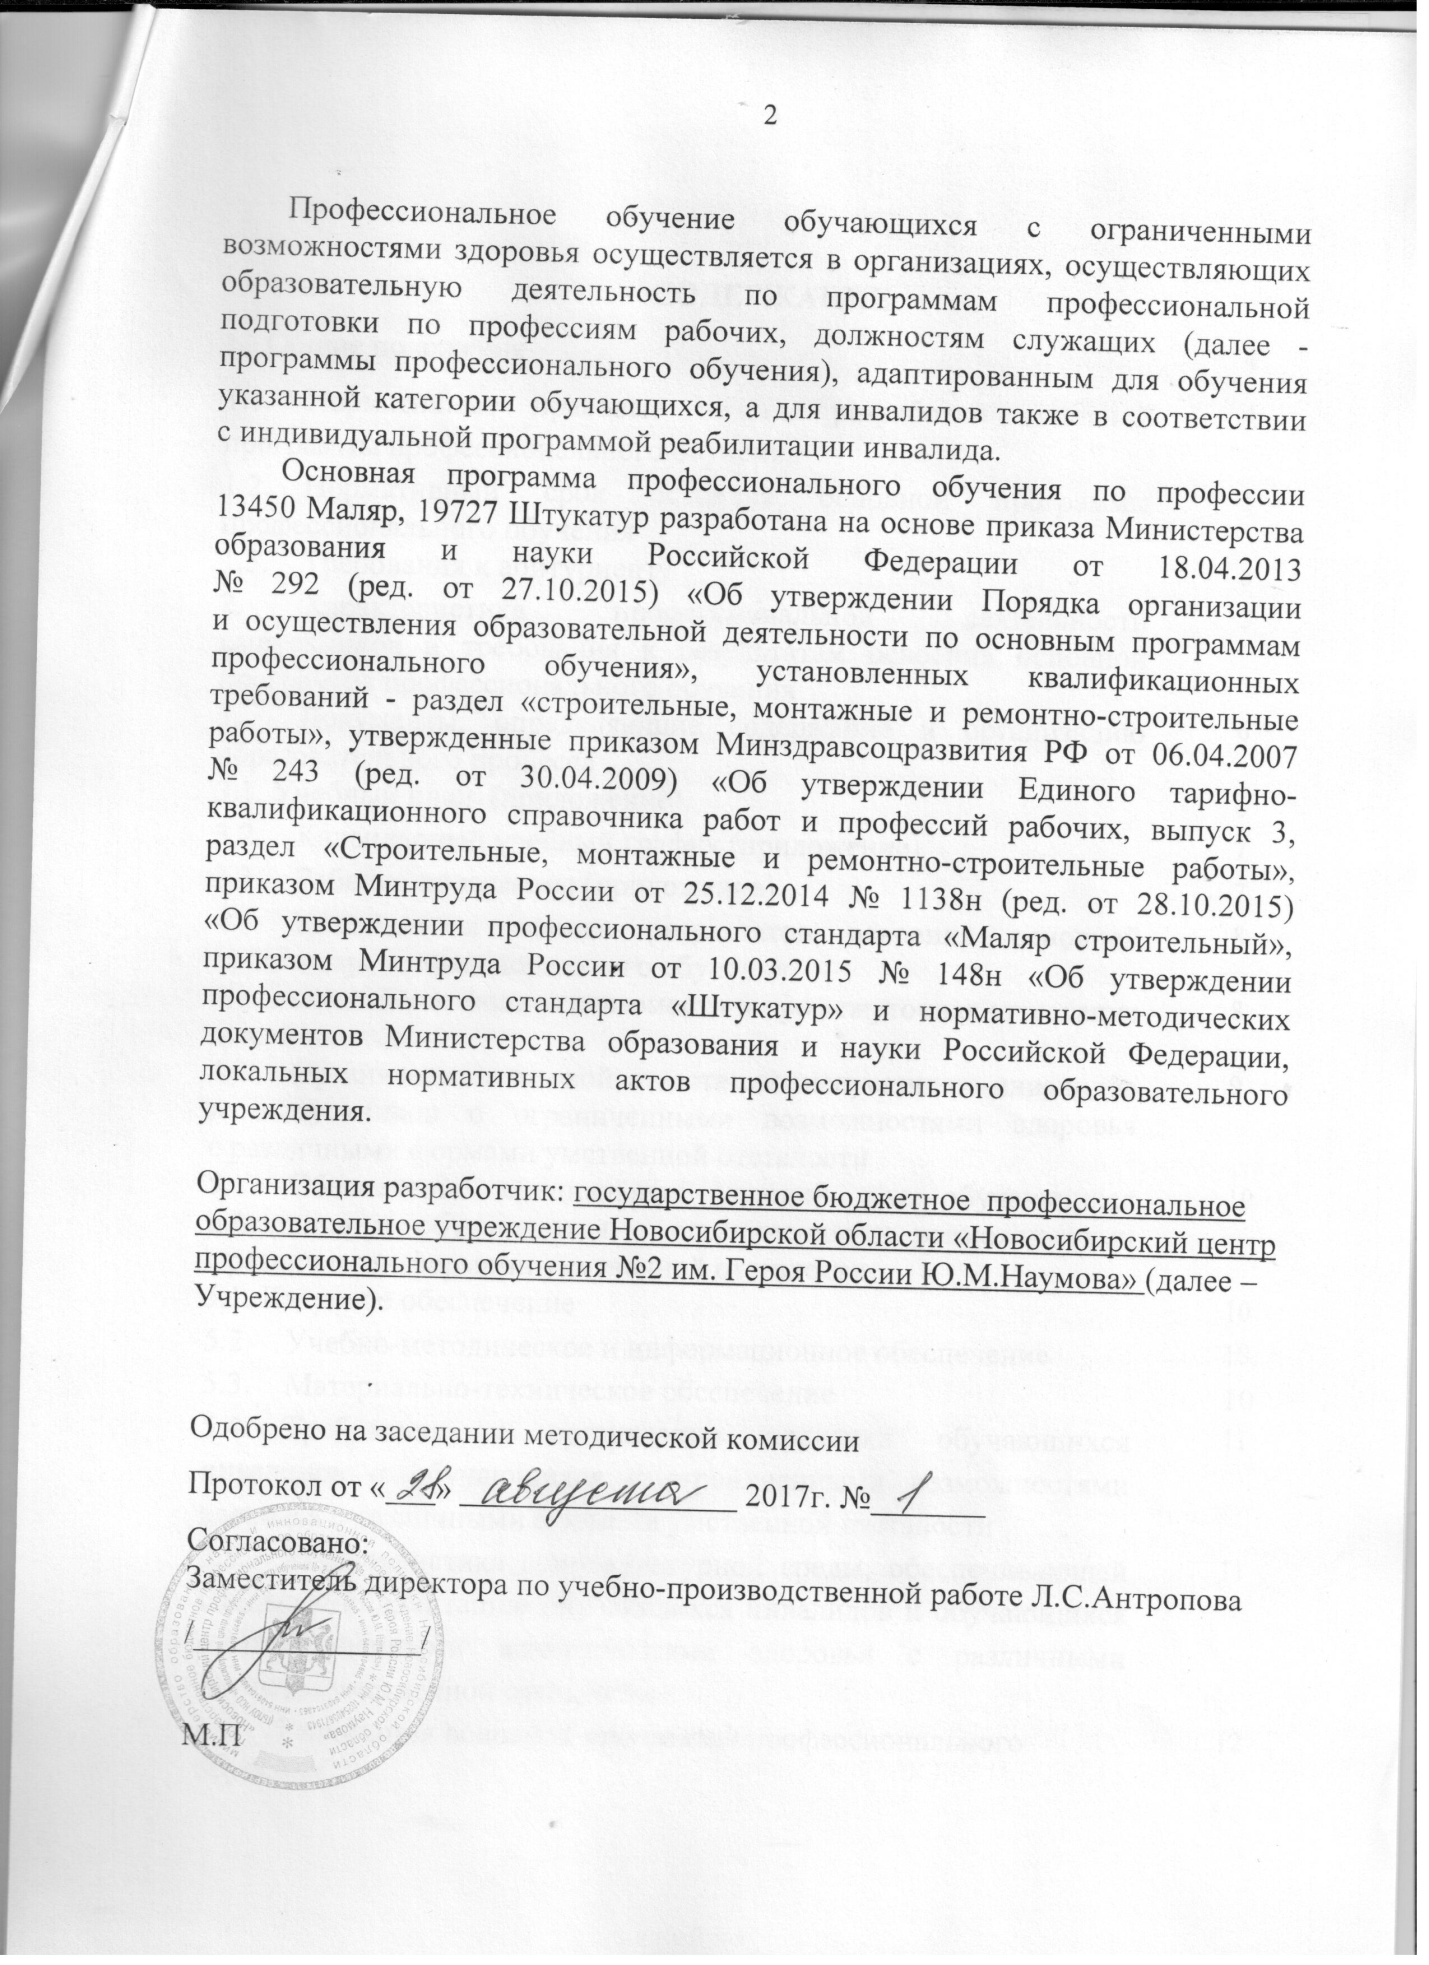 2
Профессиональное обучение обучающихся с ограниченными
возможностями здоровья осуществляется в организациях, осуществляющих
образовательную деятельность по программам профессиональной
подготовки по профессиям рабочих, должностям служащих (далее -
программы профессионального обучения), адаптированным для обучения
указанной категории обучающихся, а для инвалидов также в соответствии
с индивидуальной программой реабилитации инвалида.
Основная программа профессионального обучения по профессии
13450 Маляр, 19727 Штукатур разработана на основе приказа Министерства
образования и науки Российской Федерации от 18.04.2013
№ 292 (ред. от 27.10.2015) «Об утверждении Порядка организации
и осуществления образовательной деятельности по основным программам
профессионального обучения», установленных квалификационных
требований - раздел «строительные, монтажные и ремонтно-строительные
работы», утвержденные приказом Минздравсоцразвития РФ от 06.04.2007
№ 243 (ред. от 30.04.2009) «Об утверждении Единого тарифно-
квалификационного справочника работ и профессий рабочих, выпуск 3,
раздел «Строительные, монтажные и ремонтно-строительные работы»,
приказом Минтруда России от 25.12.2014 № 1138н (ред. от 28.10.2015)
«Об утверждении профессионального стандарта «Маляр строительный»,
приказом Минтруда России от 10.03.2015 № 148н «Об утверждении
профессионального стандарта «Штукатур» и нормативно-методических
документов Министерства образования и науки Российской Федерации,
локальных нормативных актов профессионального образовательного
учреждения.
Организация разработчик: государственное бюджетное профессиональное
образовательное учреждение Новосибирской области «Новосибирский центр
профессионального обучения №2 им. Героя России Ю.М.Наумова» (далее –
Учреждение).
Одобрено на заседании методической комиссии
Протокол от «28» августа 2017г. № 1
Согласовано:
Заместитель директора по учебно-производственной работе Л.С.Антропова
/ /
М.П